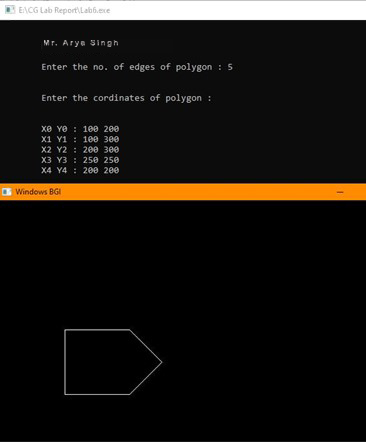 E:\CG Lab Report\Lab6.exe
Mr. Arya Singh
Enter the no. of edges of polygon : 5
Enter the cordinates of polygon :
X0 Y0 : 100 200
X1 Y1 : 100 300
X2 Y2 : 200 300
X3 Y3 : 250 250
X4 Y4 : 200 200
Windows BGI